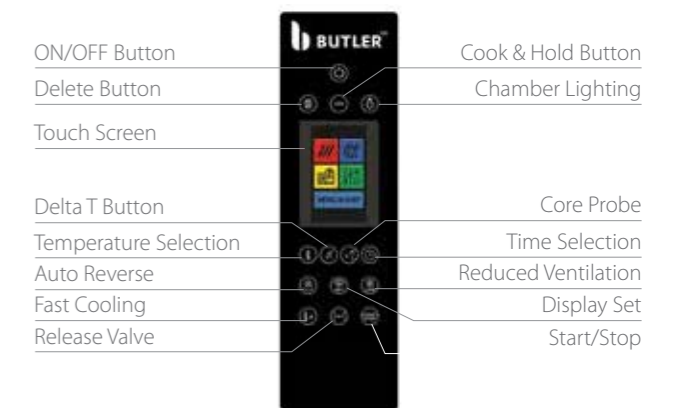 BUTLER
ON/OFF Button
Cook & Hold Button
Delete Button
Chamber Lighting
Touch Screen
Delta T Button
Core Probe
Temperature Selection
Time Selection
Auto Reverse
Reduced Ventilation
Fast Cooling
Display Set
Release Valve
Start/Stop